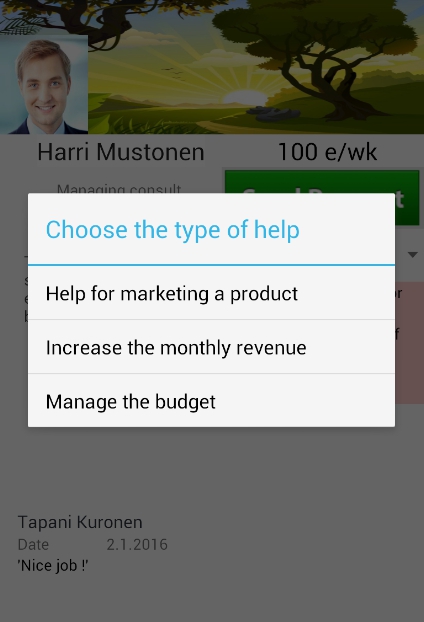 Harri Mustonen
100 e/wk
Managing consult
Choose the type of help
Help for marketing a product
Increase the monthly revenue
Manage the budget
Tapani Kuronen
Date 2.1.2016
'Nice job !'